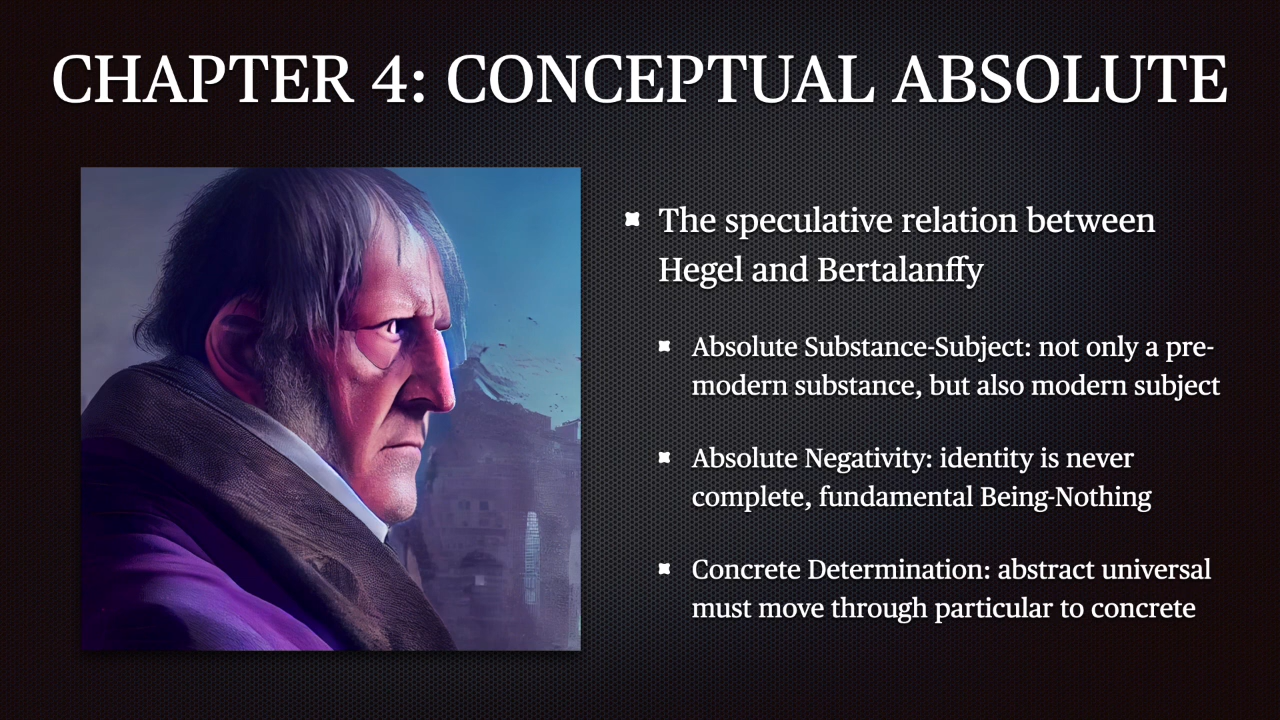 CHAPTER 4: CONCEPTUAL ABSOLUTE
The speculative relation between
Hegel and Bertalanffy
Absolute Substance-Subject: not only a pre-
modern substance, but also modern subject
Absolute Negativity: identity is never
complete, fundamental Being-Nothing
Concrete Determination: abstract universal
must move through particular to concrete